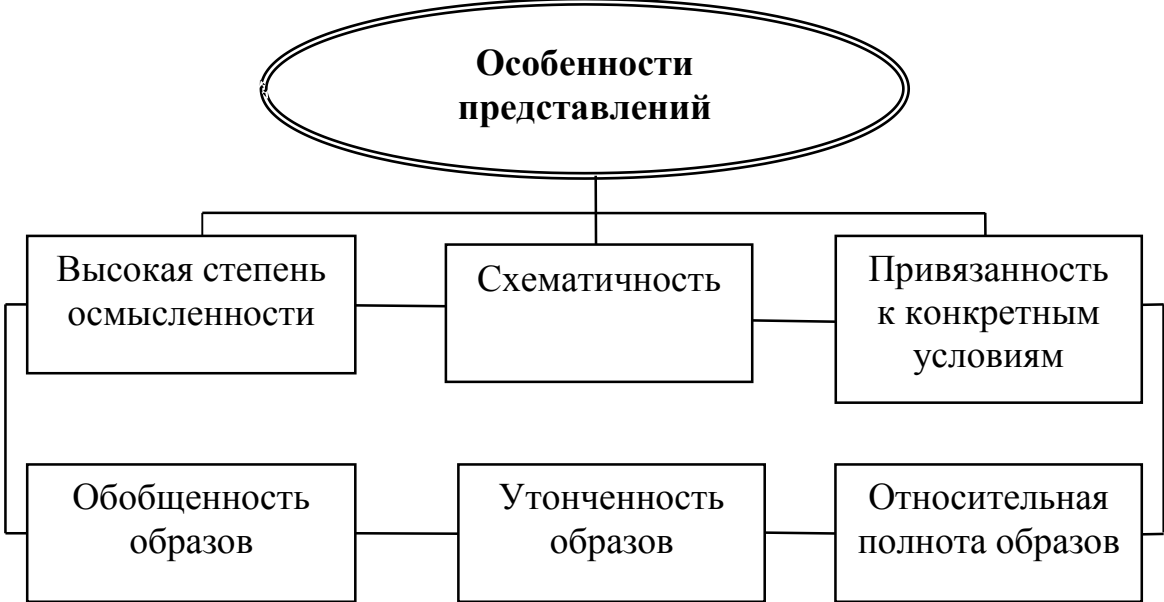 Особенности
представлений
Высокая степень
осмысленности
Схематичность
Привязанность
к конкретным
условиям
Обобщенность
образов
Утонченность
образов
Относительная
полнота образов